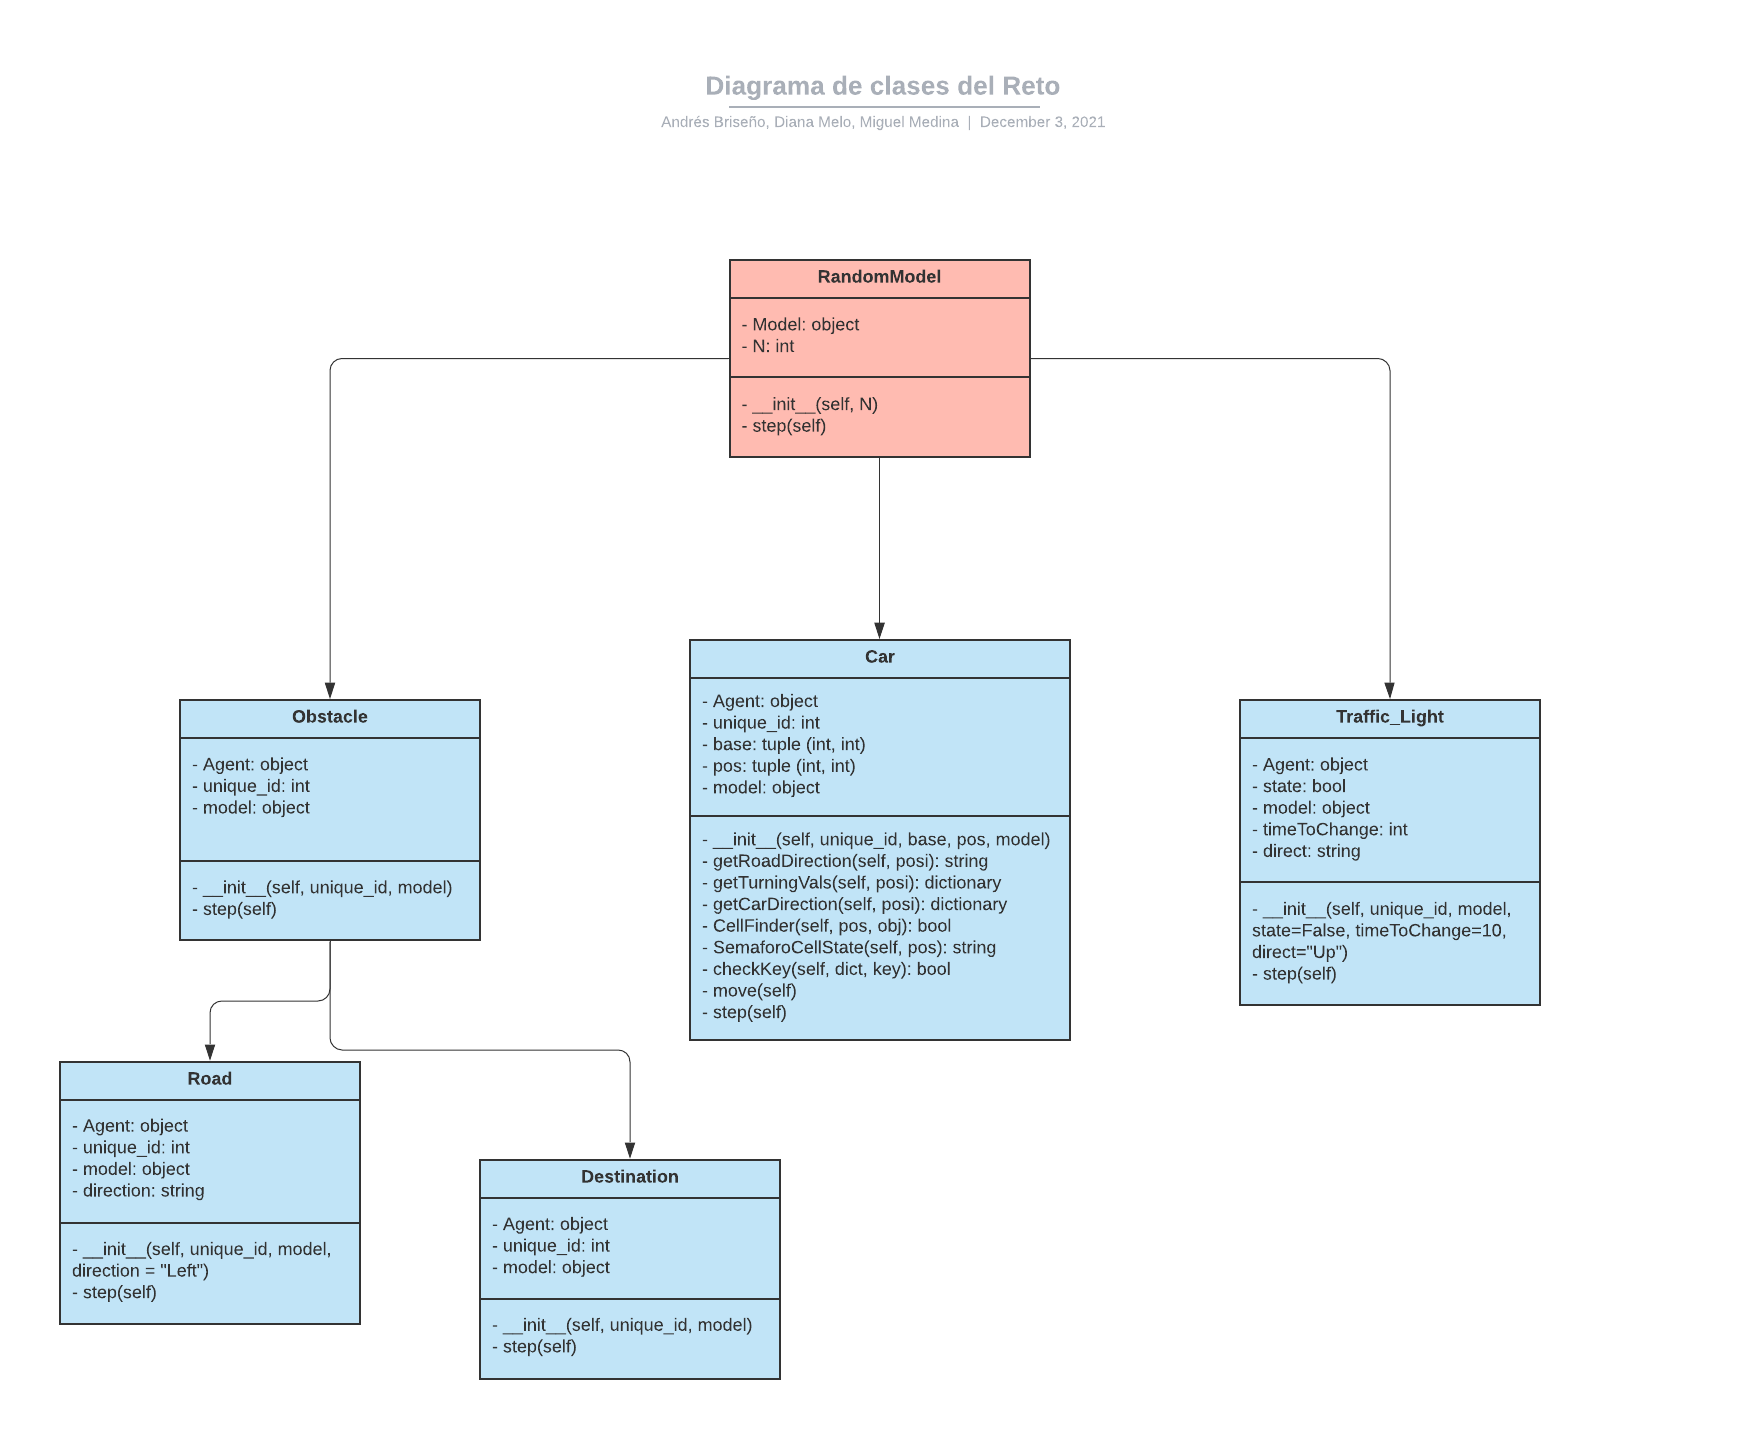 Diagrama de clases del Reto
Andrés Briseño, Diana Melo, Miguel Medina | December 3, 2021
RandomModel
- Model: object
- N: int
- __init__(self, N)
- step(self)
Obstacle
- Agent: object
- unique_id: int
- model: object
- __init__(self, unique_id, model)
- step(self)
Car
- Agent: object
- unique_id: int
- base: tuple (int, int)
- pos: tuple (int, int)
- model: object
- __init__(self, unique_id, base, pos, model)
- getRoadDirection(self, posi): string
- getTurningVals(self, posi): dictionary
- getCarDirection(self, posi): dictionary
- CellFinder(self, pos, obj): bool
- SemaforoCellState(self, pos): string
- checkKey(self, dict, key): bool
- move(self)
- step(self)
Traffic_Light
- Agent: object
- state: bool
- model: object
- timeToChange: int
- direct: string
- __init__(self, unique_id, model,
state=False, timeToChange=10,
direct="Up")
- step(self)
Road
- Agent: object
- unique_id: int
- model: object
- direction: string
- __init__(self, unique_id, model,
direction = "Left")
- step(self)
Destination
- Agent: object
- unique_id: int
- model: object
- __init__(self, unique_id, model)
- step(self)